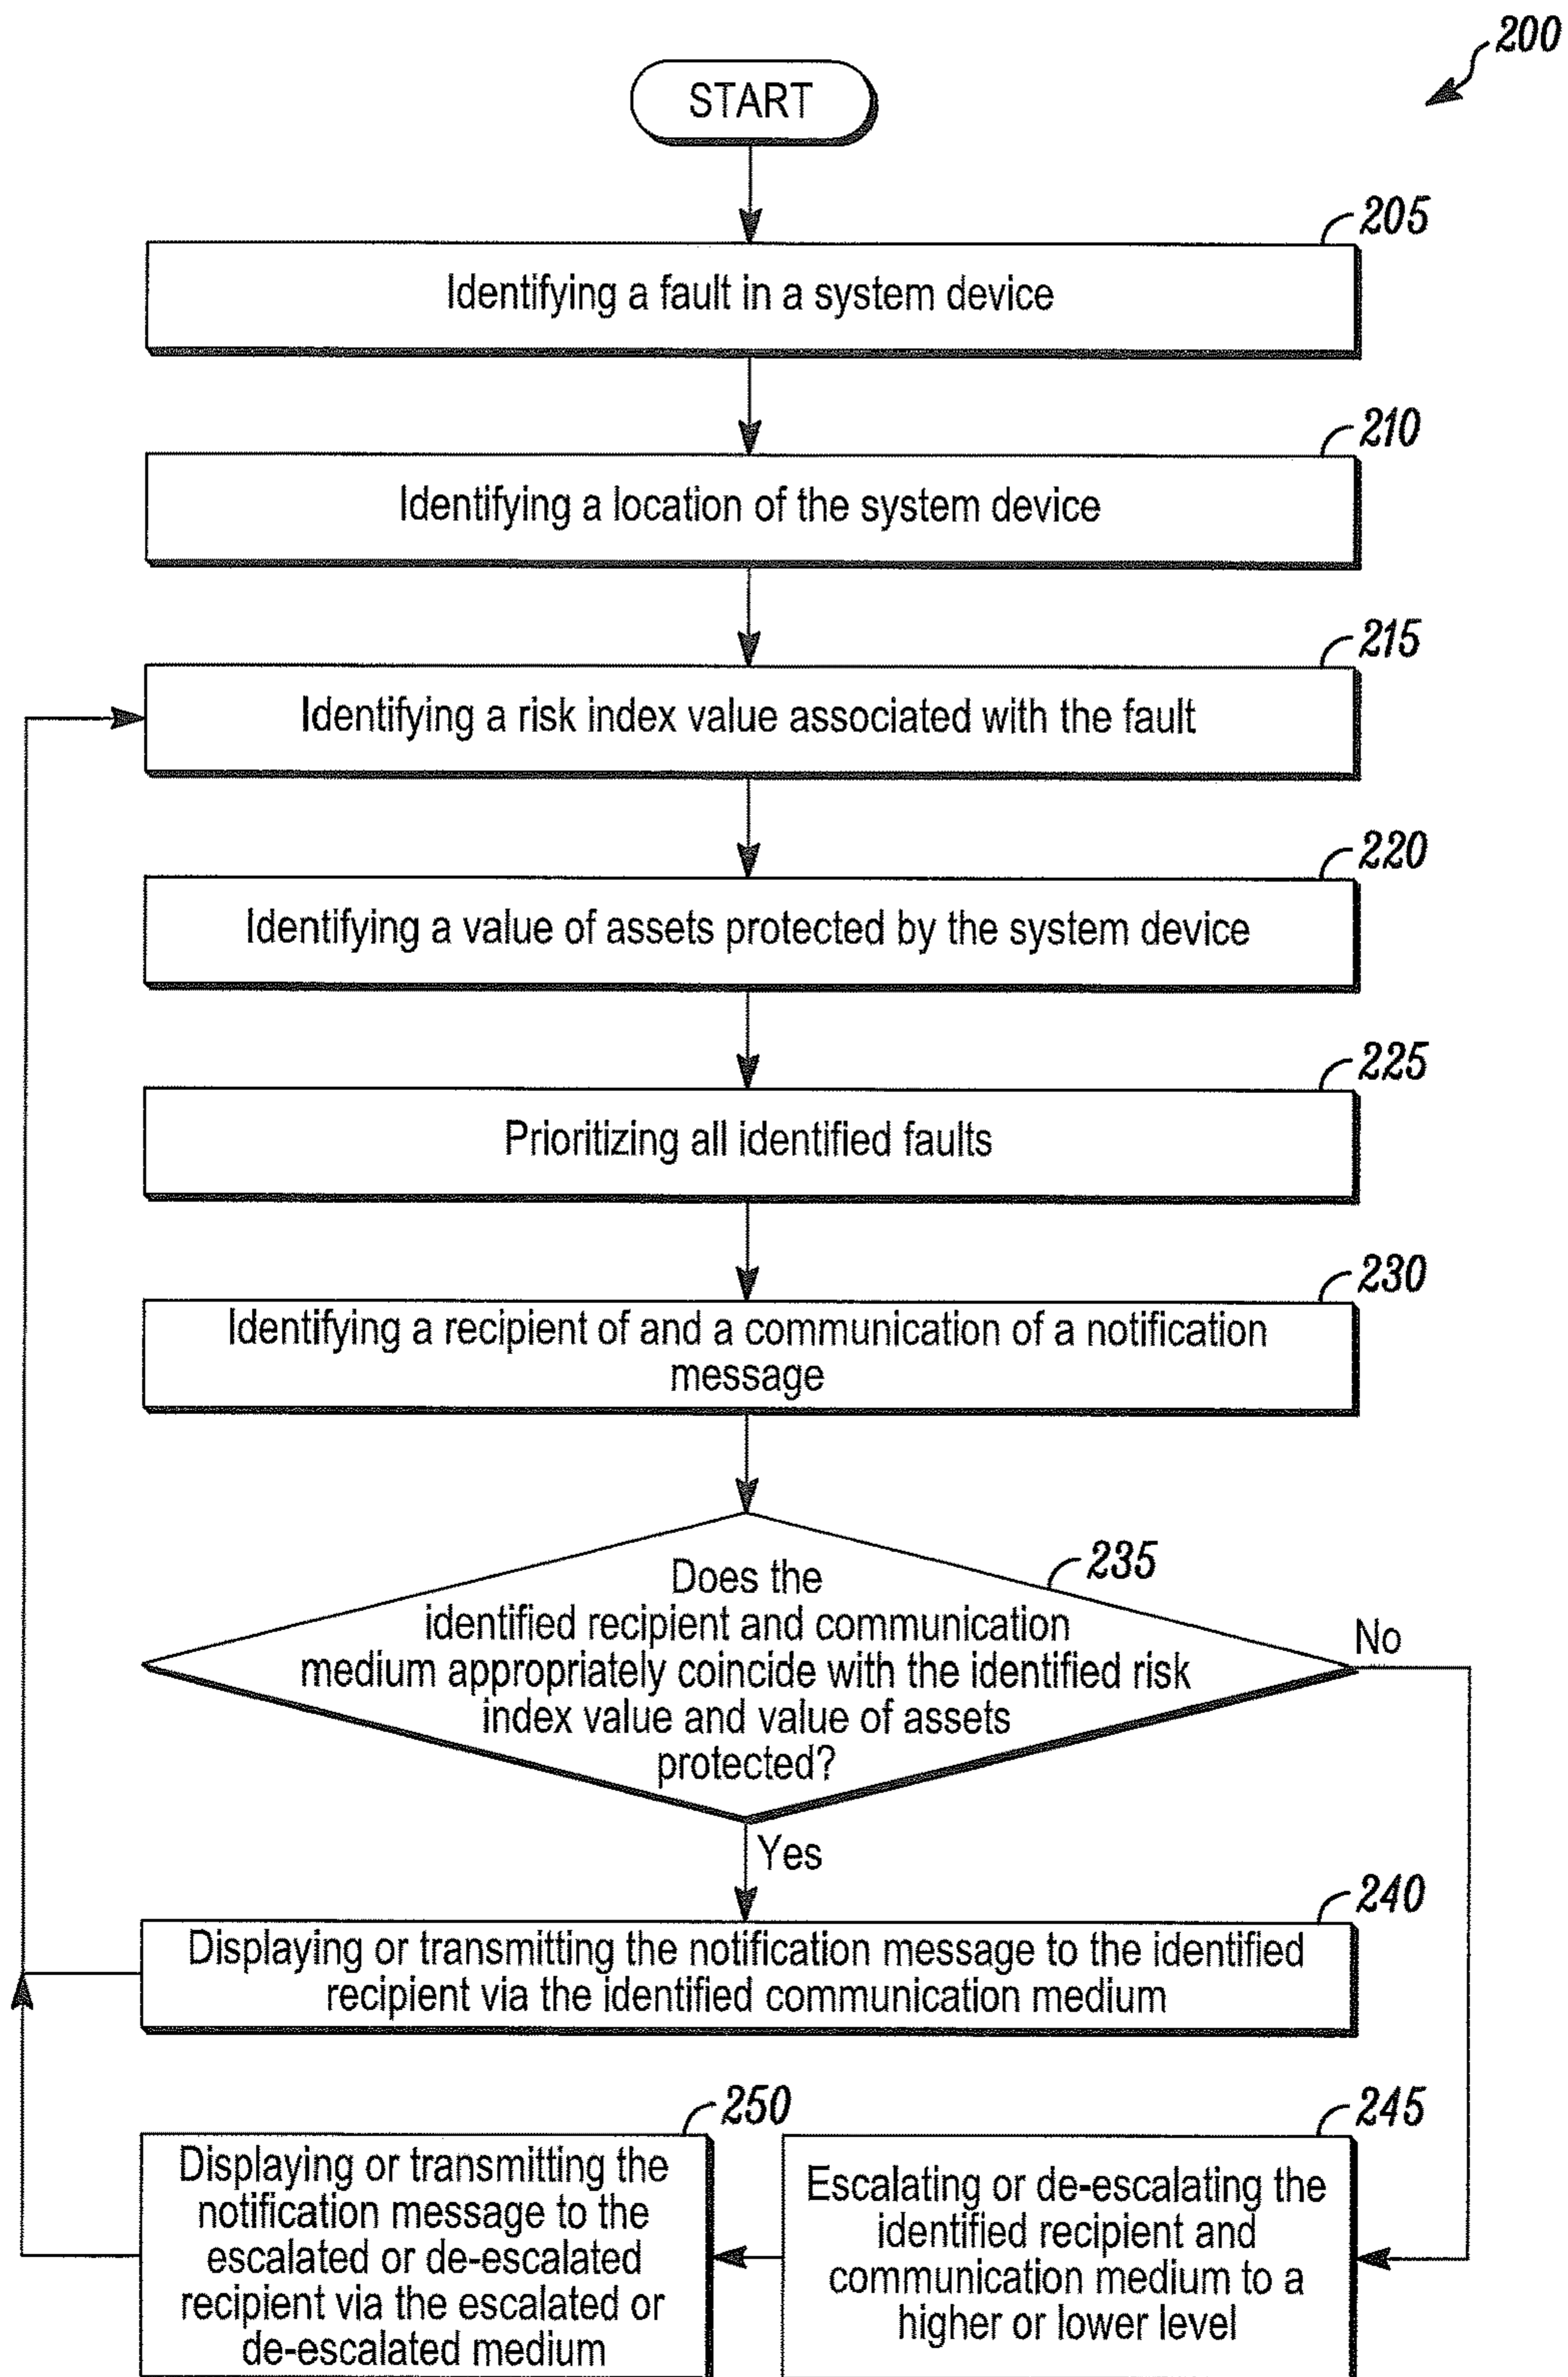 200
START
205
Identifying a fault in a system device
210
Identifying a location of the system device
215
Identifying a risk index value associated with the fault
220
Identifying a value of assets protected by the system device
225
Prioritizing all identified faults
230
Identifying a recipient of and a communication of a notification
message
235
Does the
identified recipient and communication
medium appropriately coincide with the identified risk
index value and value of assets
protected?
No
Yes
240
Displaying or transmitting the notification message to the identified
recipient via the identified communication medium
250
Displaying or transmitting the
notification message to the
escalated or de-escalated
recipient via the escalated or
de-escalated medium
245
Escalating or de-escalating the
identified recipient and
communication medium to a
higher or lower level